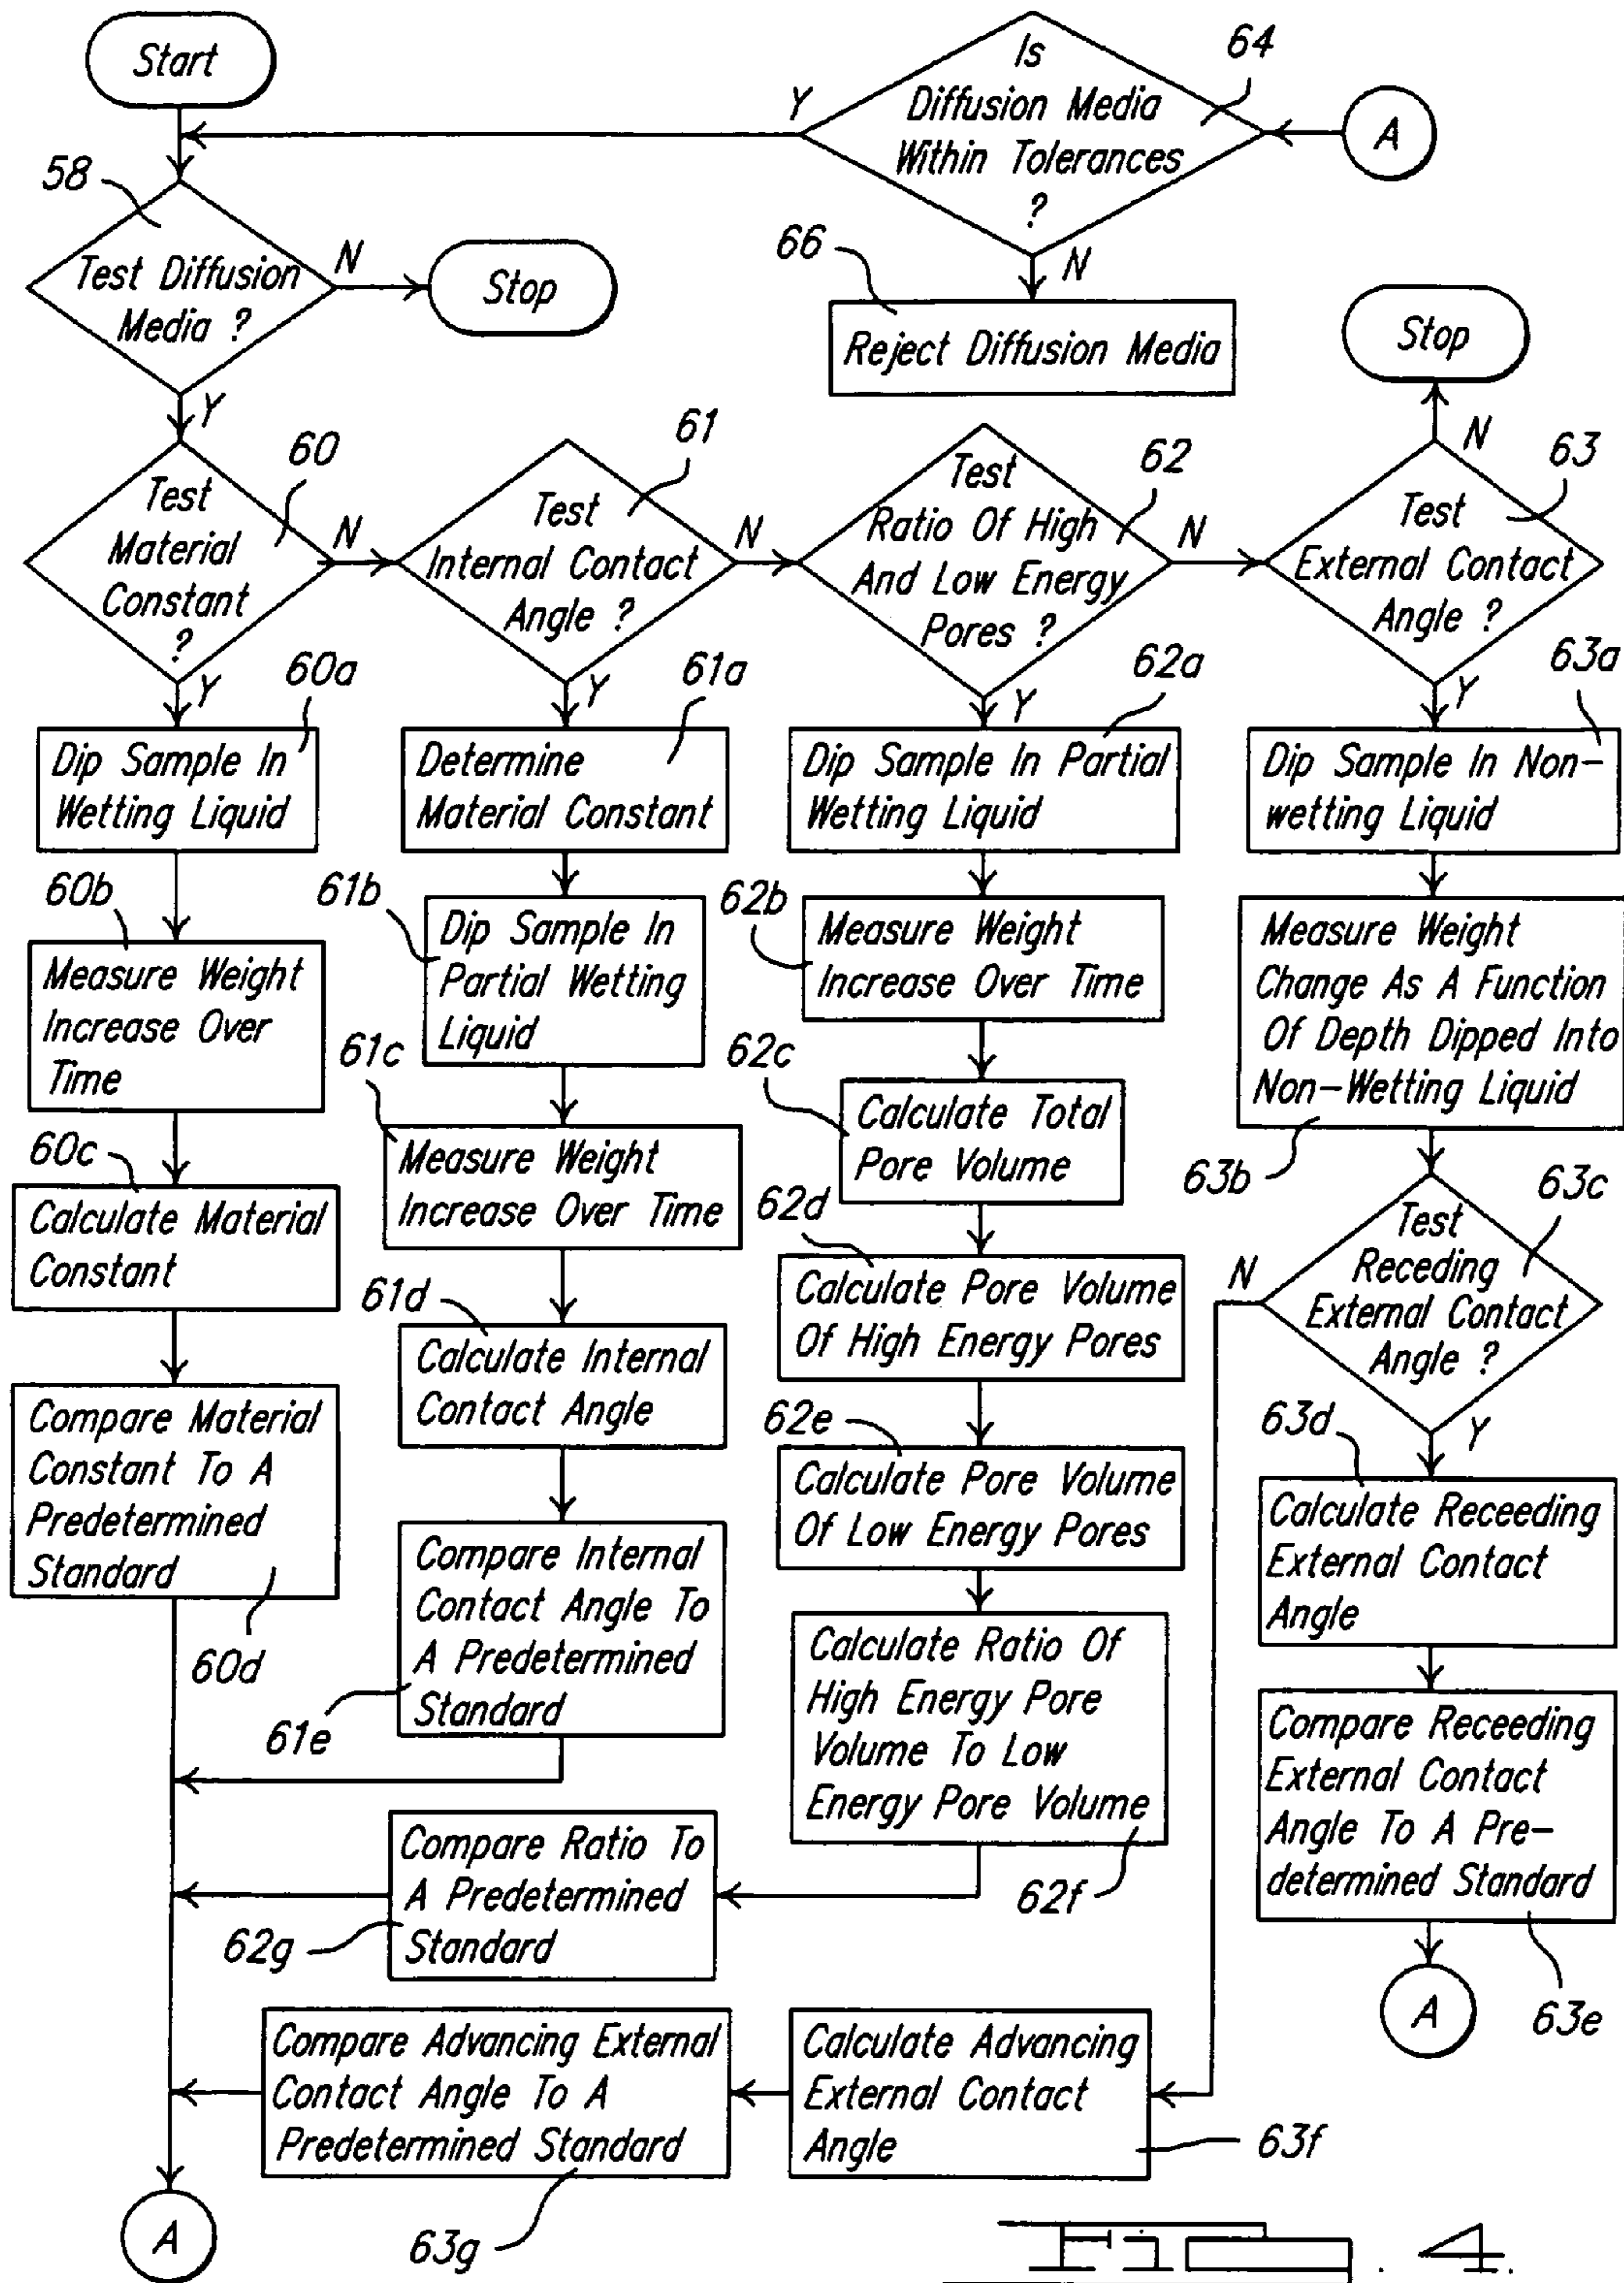 Start
Is
Diffusion Media
Within Tolerances
?
64
A
Y
58
Test Diffusion
Media ?
N
Stop
N
66
Reject Diffusion Media
Stop
Y
N
60
Test
Material
Constant
?
N
61
Test
Internal Contact
Angle ?
N
62
Test
Ratio Of High
And Low Energy
Pores ?
N
63
Test
External Contact
Angle ?
Y
60a
Y
61a
Y
62a
Y
63a
Dip Sample In
Wetting Liquid
Determine
Material Constant
Dip Sample In Partial
Wetting Liquid
Dip Sample In Non-
wetting Liquid
60b
Measure Weight
Increase Over
Time
61b
Dip Sample In
Partial Wetting
Liquid
62b
Measure Weight
Increase Over Time
Measure Weight
Change As A Function
Of Depth Dipped Into
Non-Wetting Liquid
63b
60c
Calculate Material
Constant
61c
Measure Weight
Increase Over Time
62c
Calculate Total
Pore Volume
63c
Test
Receding
External Contact
Angle ?
N
Y
62d
Calculate Pore Volume
Of High Energy Pores
61d
Calculate Internal
Contact Angle
Compare Material
Constant To A
Predetermined
Standard
60d
62e
Calculate Pore Volume
Of Low Energy Pores
63d
Calculate Receeding
External Contact
Angle
Compare Internal
Contact Angle To
A Predetermined
Standard
61e
Calculate Ratio Of
High Energy Pore
Volume To Low
Energy Pore Volume
62f
Compare Receeding
External Contact
Angle To A Pre-
determined Standard
63e
A
Compare Ratio To
A Predetermined
Standard
62g
Compare Advancing External
Contact Angle To A
Predetermined Standard
63g
Calculate Advancing
External Contact
Angle
63f
A
FIG. 4.